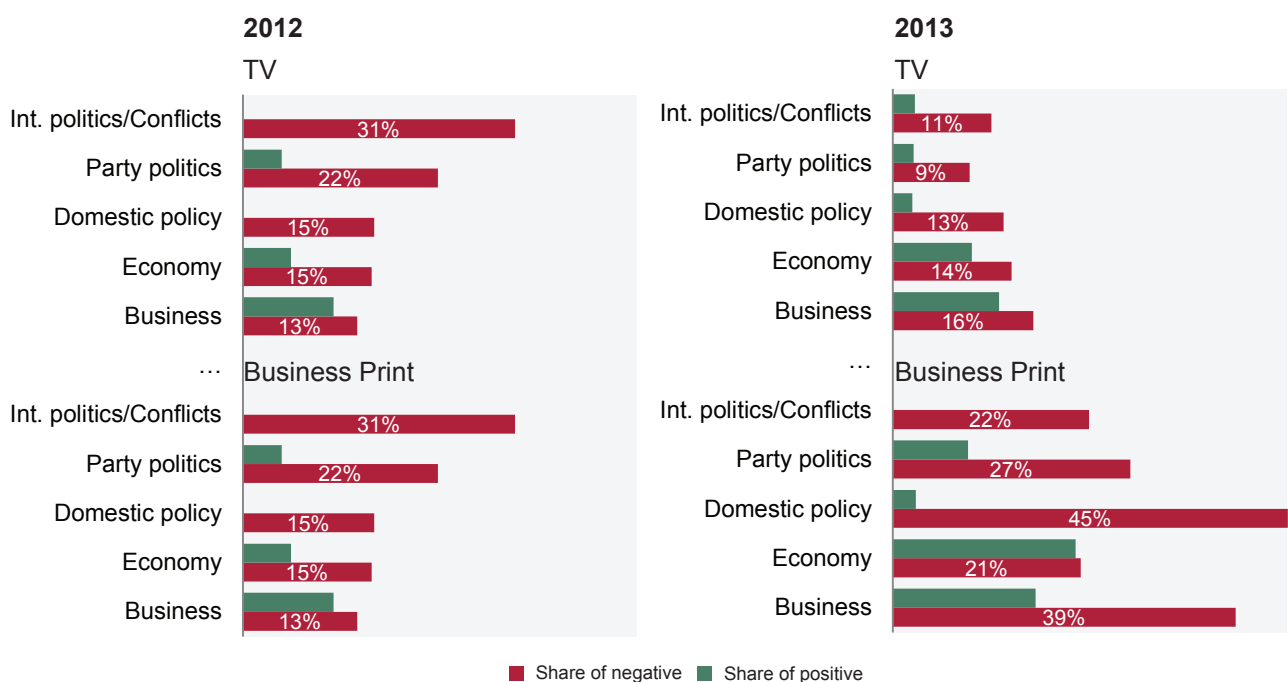 2012
TV
Int. politics/Conflicts
31%
Party politics
22%
Domestic policy
15%
Economy
15%
Business
13%
... Business Print
Int. politics/Conflicts
31%
Party politics
22%
Domestic policy
15%
Economy
15%
Business
13%
2013
TV
Int. politics/Conflicts
11%
Party politics
9%
Domestic policy
13%
Economy
14%
Business
16%
... Business Print
Int. politics/Conflicts
22%
Party politics
27%
Domestic policy
45%
Economy
21%
Business
39%
Share of negative Share of positive